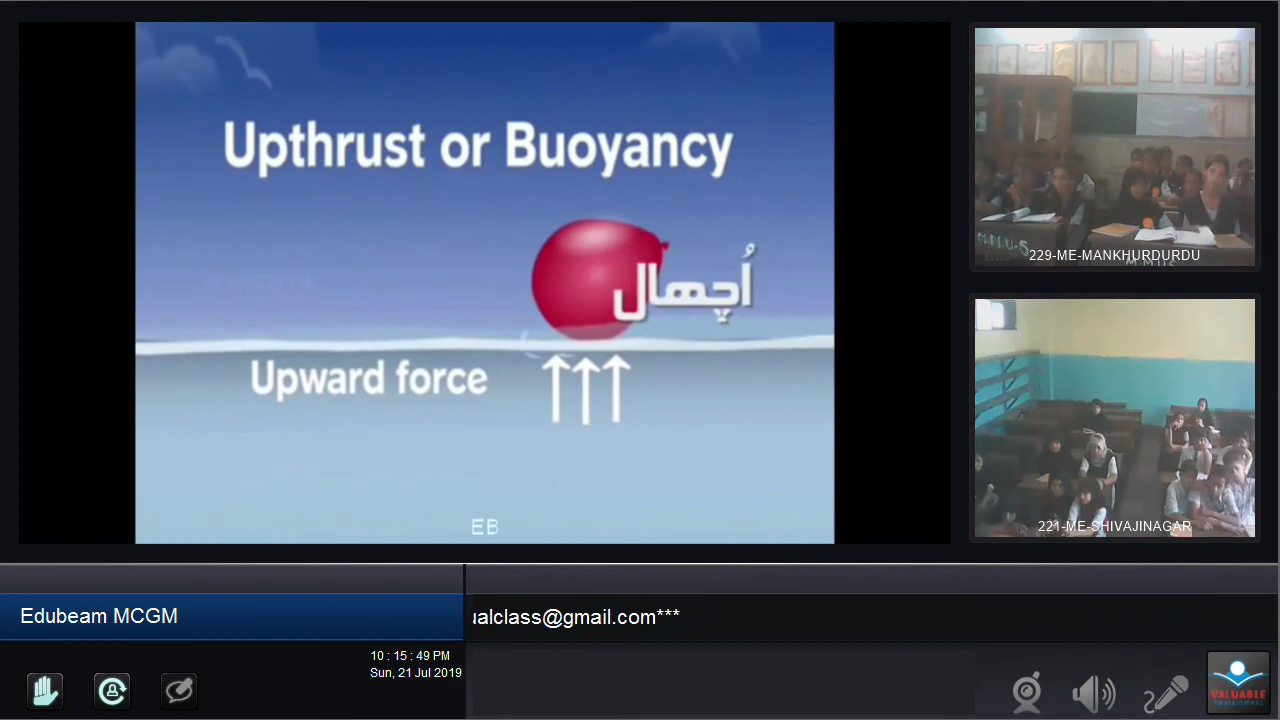 Upthrust or Buoyancy
اُچھال
Upward force
EB
229-ME-MANKHURDURDU
221-ME-SHIVAJINAGAR
Edubeam MCGM
ualclass@gmail.com***
10 : 15 : 49 PM
Sun, 21 Jul 2019
VALUABLE